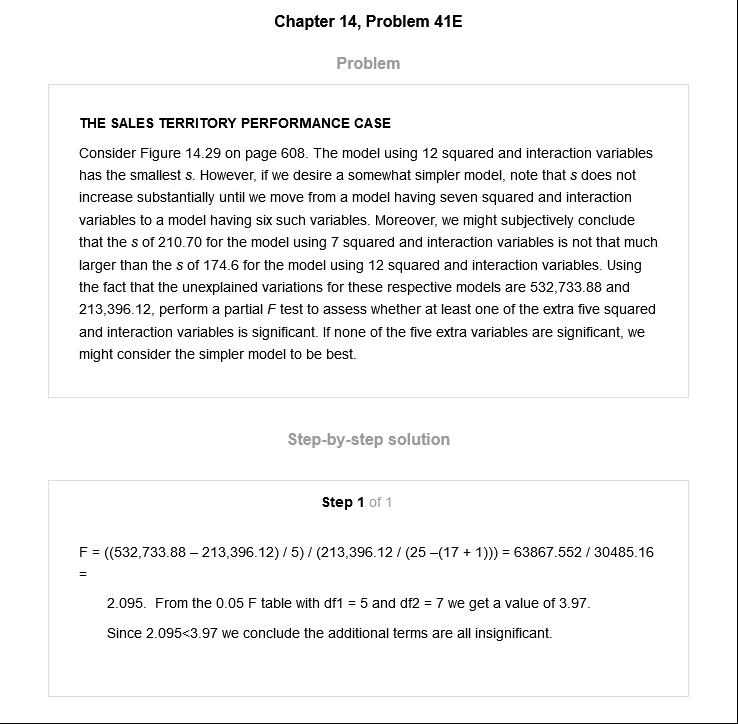 Chapter 14, Problem 41E
Problem
THE SALES TERRITORY PERFORMANCE CASE
Consider Figure 14.29 on page 608. The model using 12 squared and interaction variables
has the smallest s. However, if we desire a somewhat simpler model, note that s does not
increase substantially until we move from a model having seven squared and interaction
variables to a model having six such variables. Moreover, we might subjectively conclude
that the s of 210.70 for the model using 7 squared and interaction variables is not that much
larger than the s of 174.6 for the model using 12 squared and interaction variables. Using
the fact that the unexplained variations for these respective models are 532,733.88 and
213,396.12, perform a partial F test to assess whether at least one of the extra five squared
and interaction variables is significant. If none of the five extra variables are significant, we
might consider the simpler model to be best.
Step-by-step solution
Step 1 of 1
F = ((532,733.88 – 213,396.12) / 5) / (213,396.12 / (25 –(17 + 1))) = 63867.552 / 30485.16
=
2.095.  From the 0.05 F table with df1 = 5 and df2 = 7 we get a value of 3.97.
Since 2.095<3.97 we conclude the additional terms are all insignificant.